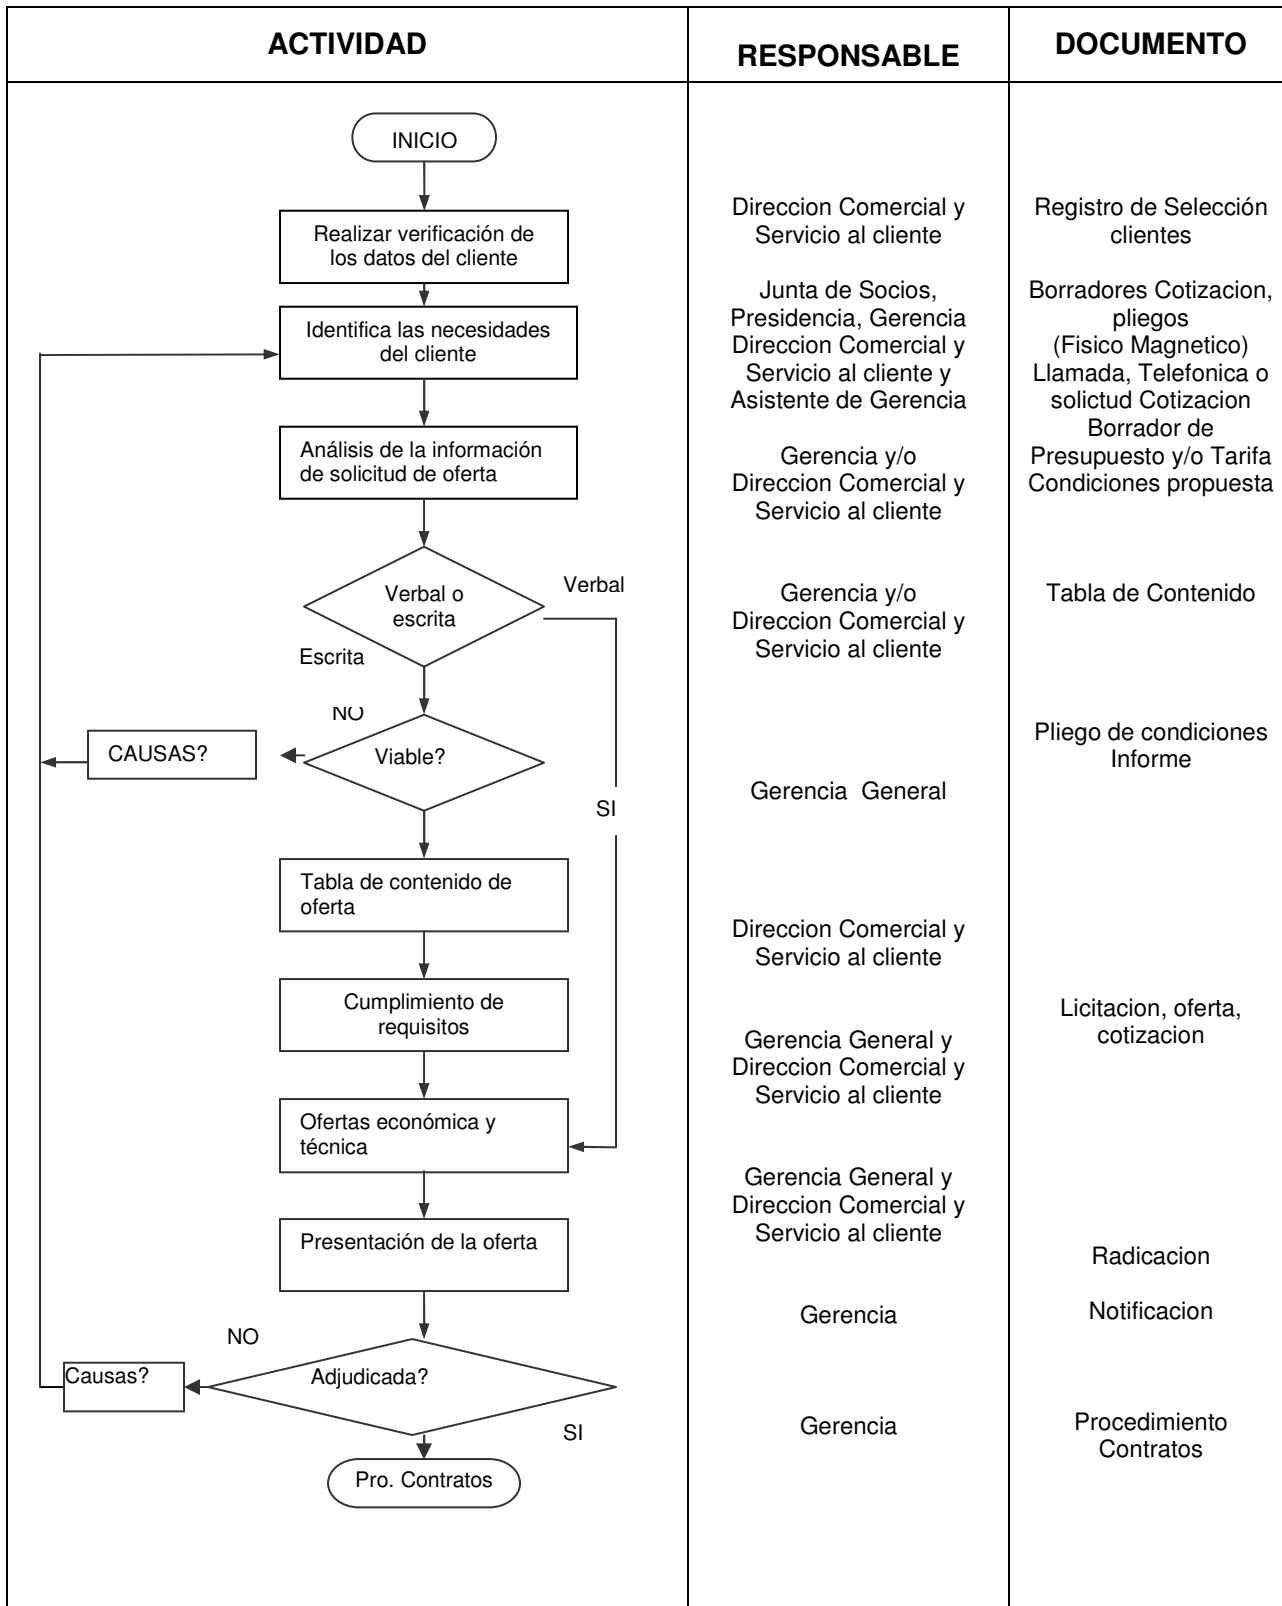 ACTIVIDAD
RESPONSABLE
DOCUMENTO
INICIO
Realizar verificación de
los datos del cliente
Direccion Comercial y
Servicio al cliente
Registro de Selección
clientes
Identifica las necesidades
del cliente
Junta de Socios,
Presidencia, Gerencia
Direccion Comercial y
Servicio al cliente y
Asistente de Gerencia
Borradores Cotizacion,
pliegos
(Fisico Magnetico)
Llamada, Telefonica o
solictud Cotizacion
Borrador de
Presupuesto y/o Tarifa
Condiciones propuesta
Análisis de la información
de solicitud de oferta
Gerencia y/o
Direccion Comercial y
Servicio al cliente
Verbal o
escrita
Verbal
Escrita
Gerencia y/o
Direccion Comercial y
Servicio al cliente
Tabla de Contenido
NO
CAUSAS?
Viable?
SI
Gerencia General
Pliego de condiciones
Informe
Tabla de contenido de
oferta
Direccion Comercial y
Servicio al cliente
Cumplimiento de
requisitos
Gerencia General y
Direccion Comercial y
Servicio al cliente
Licitacion, oferta,
cotizacion
Ofertas económica y
técnica
Gerencia General y
Direccion Comercial y
Servicio al cliente
Presentación de la oferta
Radicacion
Gerencia
Notificacion
NO
Causas?
Adjudicada?
SI
Gerencia
Procedimiento
Contratos
Pro. Contratos